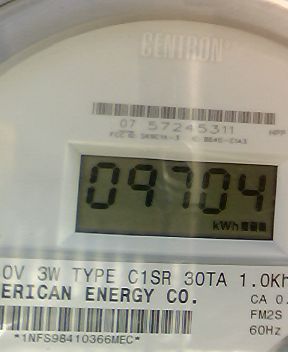 CENTRON
07 57245311
09704
kWh
0V 3W TYPE C1SR 30TA 1.0Kh
ERICAN ENERGY CO.
CA 0.
FM2S
60Hz
*1NFS98410366MEC*